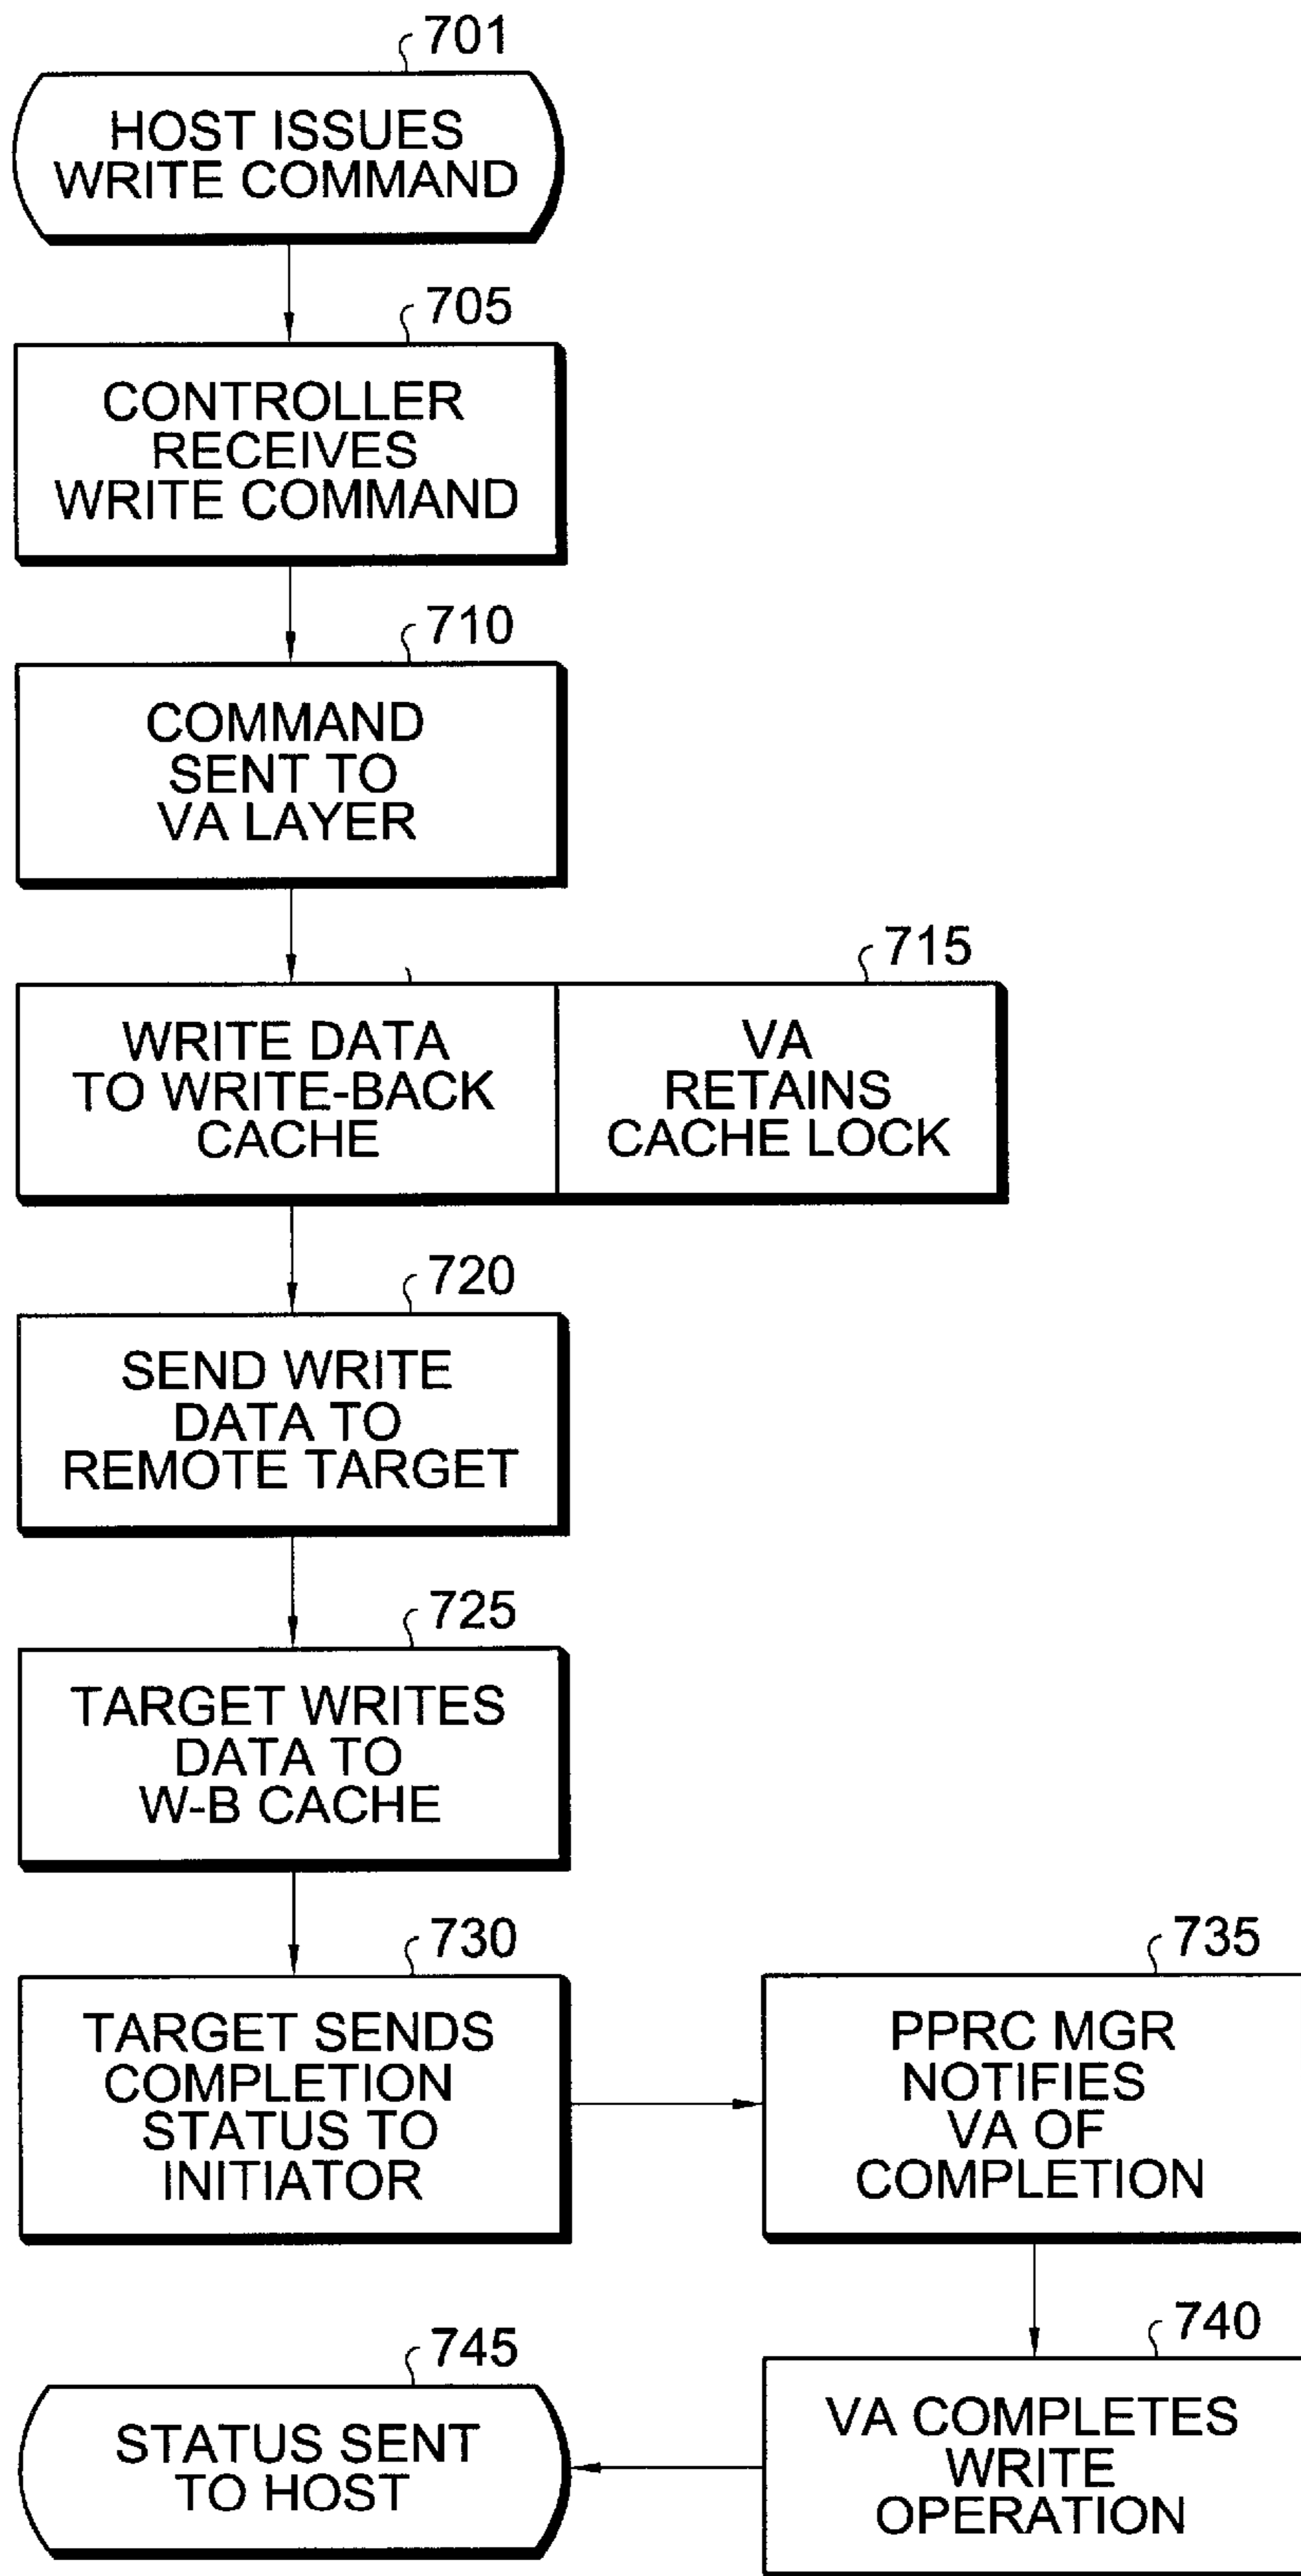 701
HOST ISSUES
WRITE COMMAND
705
CONTROLLER
RECEIVES
WRITE COMMAND
710
COMMAND
SENT TO
VA LAYER
WRITE DATA
TO WRITE-BACK
CACHE
715
VA
RETAINS
CACHE LOCK
720
SEND WRITE
DATA TO
REMOTE TARGET
725
TARGET WRITES
DATA TO
W-B CACHE
730
TARGET SENDS
COMPLETION
STATUS TO
INITIATOR
735
PPRC MGR
NOTIFIES
VA OF
COMPLETION
740
VA COMPLETES
WRITE
OPERATION
745
STATUS SENT
TO HOST